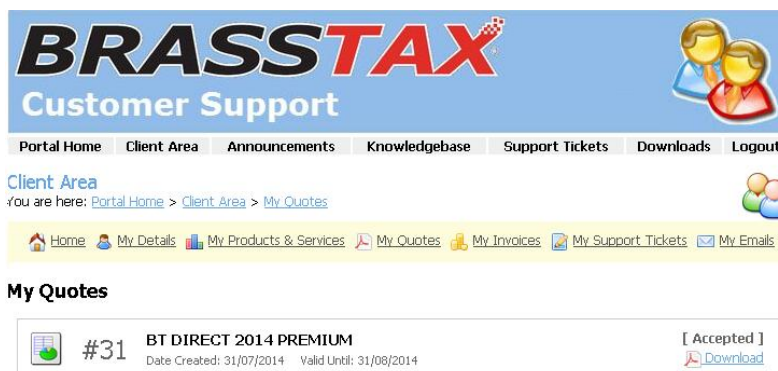 BRASSTAX
Customer Support
Portal Home Client Area Announcements Knowledgebase Support Tickets Downloads Logout
Client Area
You are here: Portal Home > Client Area > My Quotes
Home My Details My Products & Services My Quotes My Invoices My Support Tickets My Emails
My Quotes
#31 BT DIRECT 2014 PREMIUM [ Accepted ]
Date Created: 31/07/2014 Valid Until: 31/08/2014 Download